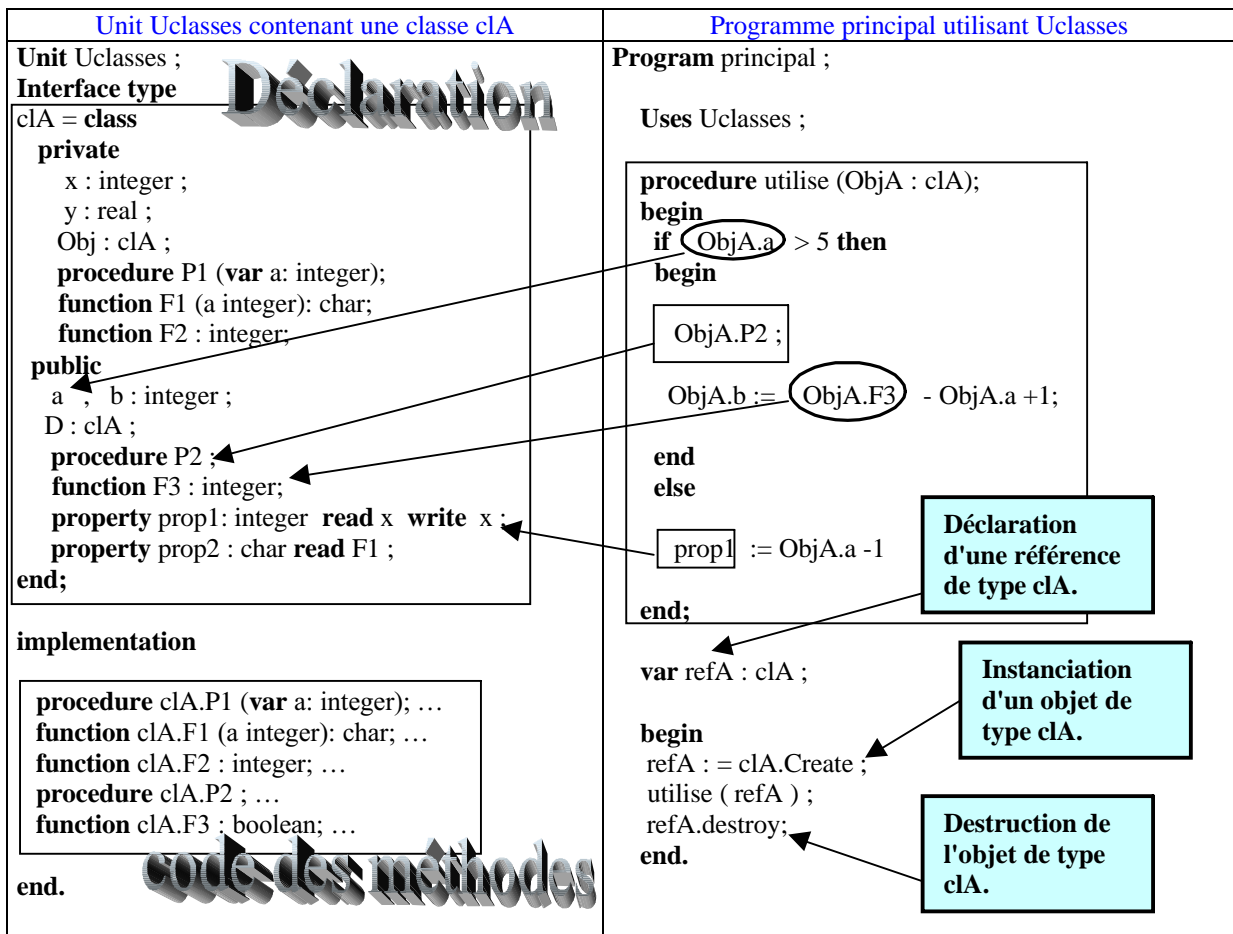 Unit Uclasses contenant une classe clA
Unit Uclasses ;
Interface type
Déclaration
clA = class
private
x : integer ;
y : real ;
Obj : clA ;
procedure P1 (var a: integer);
function F1 (a integer): char;
function F2 : integer;
public
a , b : integer ;
D : clA ;
procedure P2 ;
function F3 : integer;
property prop1: integer read x write x ;
property prop2 : char read F1 ;
end;
implementation
procedure clA.P1 (var a: integer); …
function clA.F1 (a integer): char; …
function clA.F2 : integer; …
procedure clA.P2 ; …
function clA.F3 : boolean; …
code des méthodes
end.
Programme principal utilisant Uclasses
Program principal ;
Uses Uclasses ;
procedure utilise (ObjA : clA);
begin
if ObjA.a > 5 then
begin
ObjA.P2 ;
ObjA.b := ObjA.F3 - ObjA.a +1;
end
else
prop1 := ObjA.a -1
end;
Déclaration
d'une référence
de type clA.
var refA : clA ;
Instanciation
d'un objet de
type clA.
begin
refA : = clA.Create ;
utilise ( refA ) ;
refA.destroy;
end.
Destruction de
l'objet de type
clA.